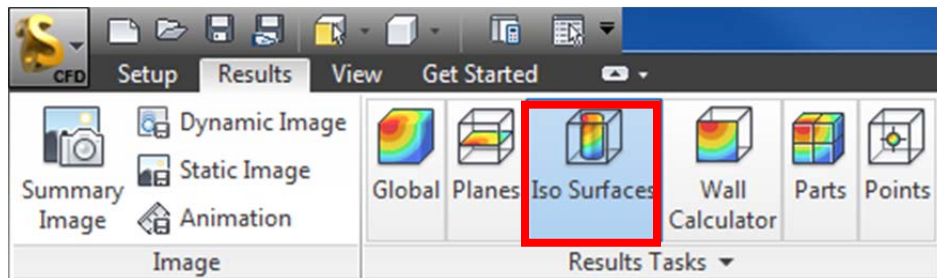 CFD
Setup Results View Get Started
Summary
Image
Dynamic Image
Static Image
Animation
Image
Global Planes Iso Surfaces Wall
Calculator Parts Points
Results Tasks